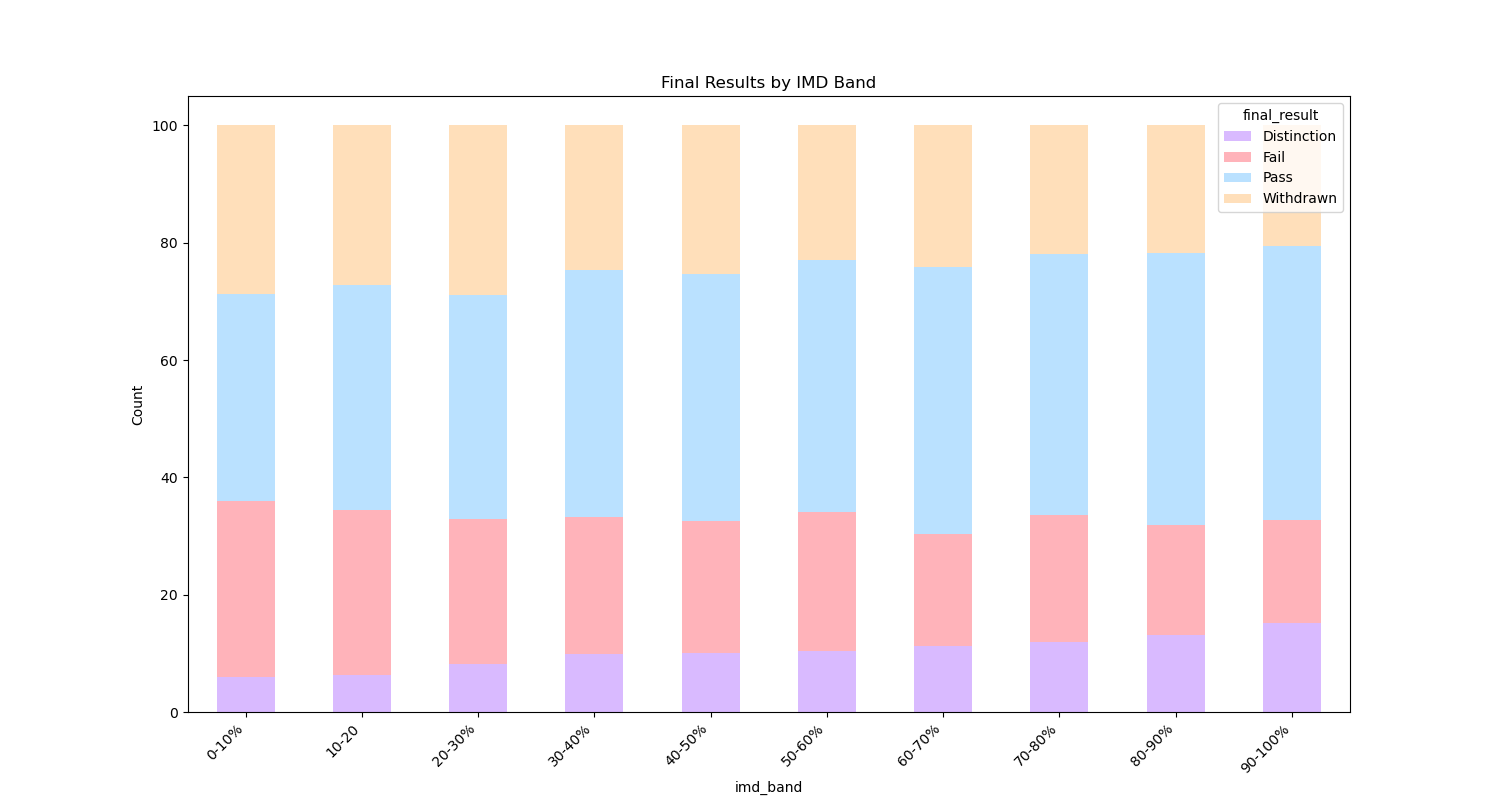 Final Results by IMD Band
final_result
Distinction
Fail
Pass
Withdrawn
100
80
60
40
20
0
Count
0-10%
10-20
20-30%
30-40%
40-50%
50-60%
60-70%
70-80%
80-90%
90-100%
imd_band